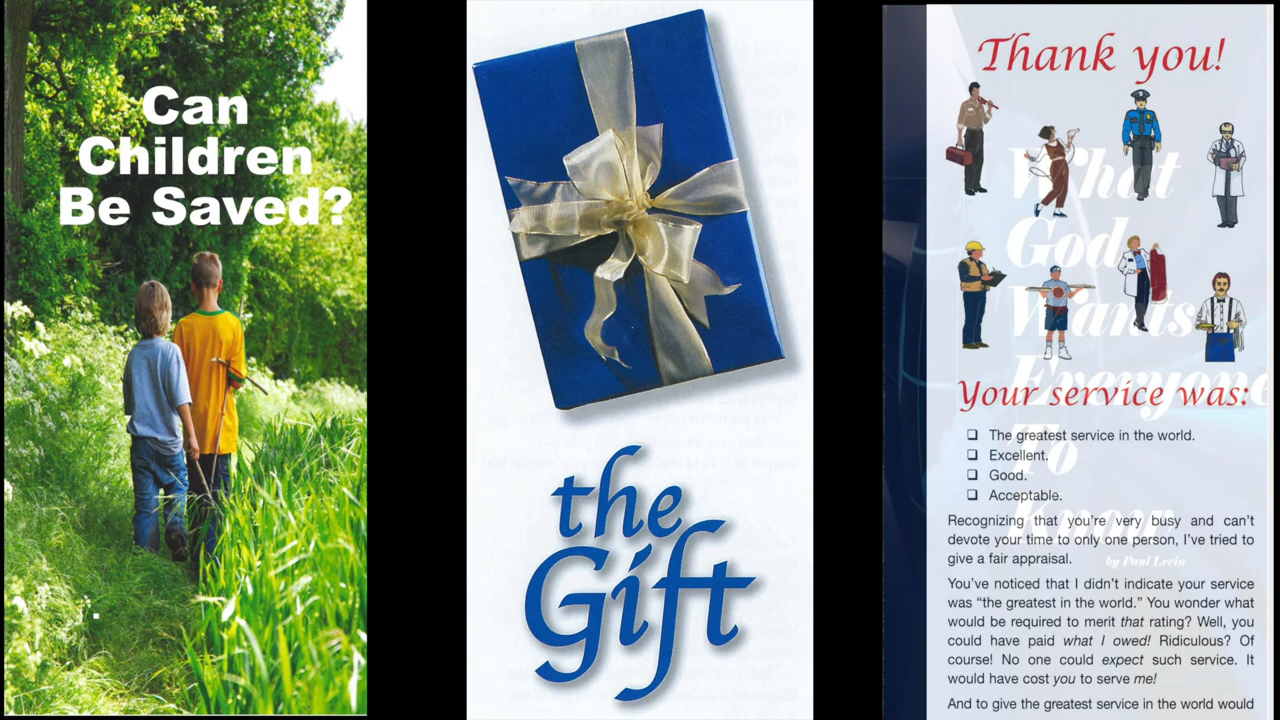 Can
Children
Be Saved?
the
Gift
Thank you!
What
God
Wants
Everyone
To
Know
by Paul Levin
Your service was:
❏ The greatest service in the world.
❏ Excellent.
❏ Good.
❏ Acceptable.
Recognizing that you're very busy and can't
devote your time to only one person, I've tried to
give a fair appraisal.
You've noticed that I didn't indicate your service
was “the greatest in the world.” You wonder what
would be required to merit that rating? Well, you
could have paid what I owed! Ridiculous? Of
course! No one could expect such service. It
would have cost you to serve me!
And to give the greatest service in the world would